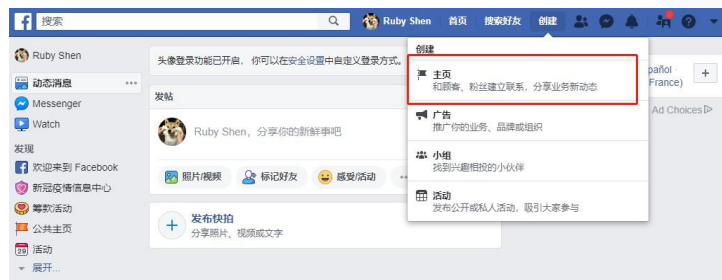 搜索
Ruby Shen
首页
搜索好友
创建
Ruby Shen
动态消息
Messenger
Watch
发现
欢迎来到 Facebook
新冠疫情信息中心
筹款活动
公共主页
29 活动
展开...
头像登录功能已开启，你可以在安全设置中自定义登录方式。
发帖
Ruby Shen，分享你的新鲜事吧
照片/视频
标记好友
感受/活动
发布快拍
分享照片、视频或文字
创建
主页
和顾客、粉丝建立联系，分享业务新动态
广告
推广你的业务、品牌或组织
小组
找到兴趣相投的小伙伴
活动
发布公开或私人活动，吸引大家参与
pañol ·
France)
Ad Choices